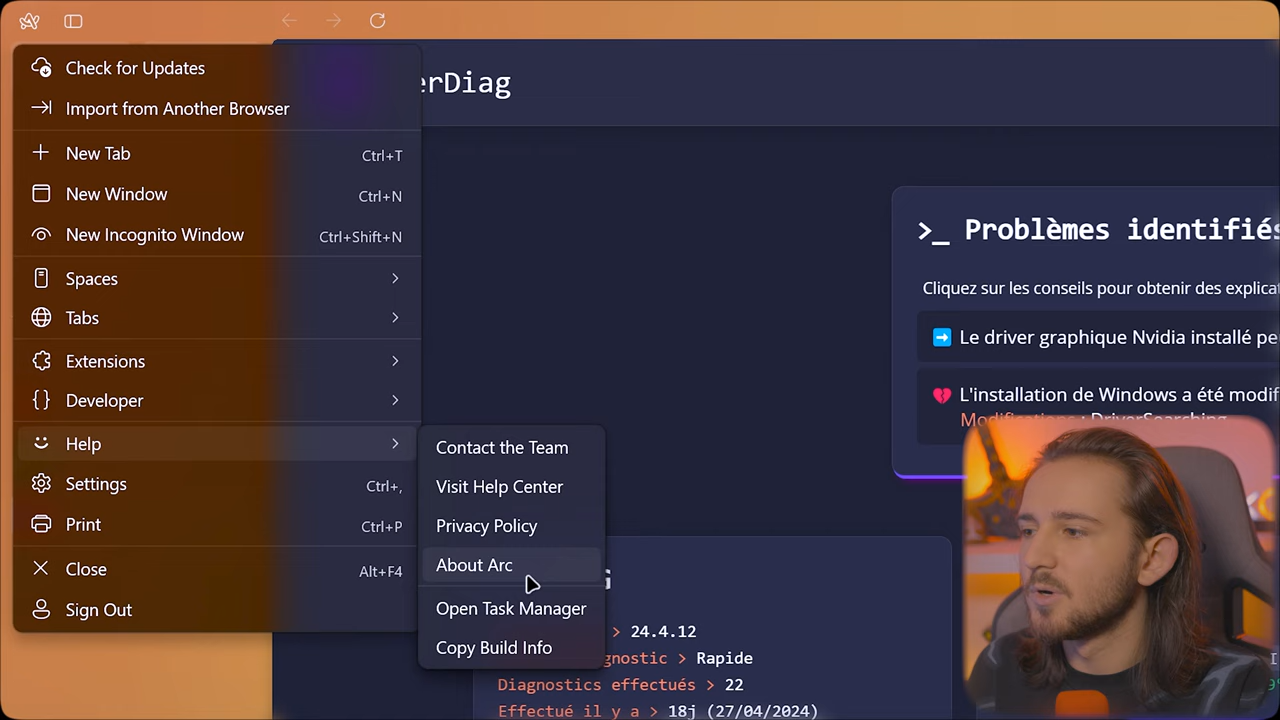 Check for Updates
Import from Another Browser
New Tab Ctrl+T
New Window Ctrl+N
New Incognito Window Ctrl+Shift+N
Spaces
Tabs
Extensions
Developer
Help
Settings Ctrl+,
Print Ctrl+P
Close Alt+F4
Sign Out
Contact the Team
Visit Help Center
Privacy Policy
About Arc
Open Task Manager
Copy Build Info
erDiag
>_ Problèmes identifiés
Cliquez sur les conseils pour obtenir des explica
Le driver graphique Nvidia installé pe
L'installation de Windows a été modif
Modifications : DriverSearching
> 24.4.12
gnostic > Rapide
Diagnostics effectués > 22
Effectué il y a > 18j (27/04/2024)